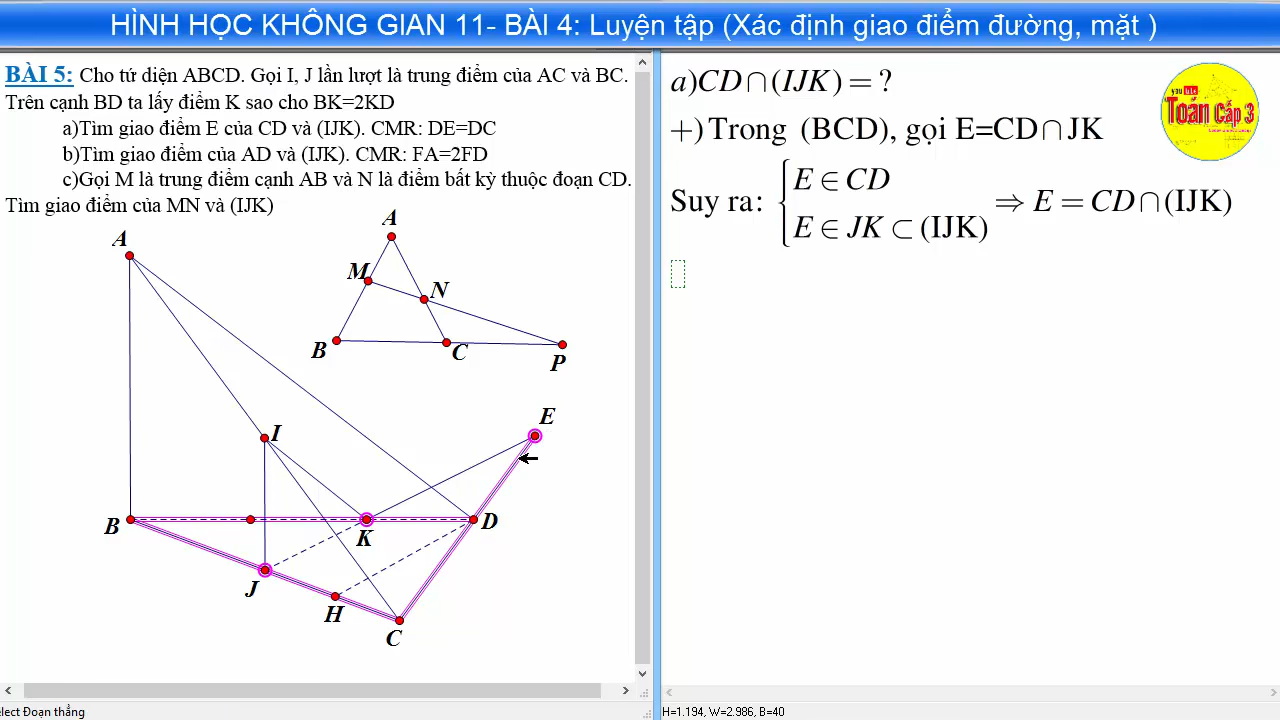 HÌNH HỌC KHÔNG GIAN 11- BÀI 4: Luyện tập (Xác định giao điểm đường, mặt )
BÀI 5: Cho tứ diện ABCD. Gọi I, J lần lượt là trung điểm của AC và BC.
Trên cạnh BD ta lấy điểm K sao cho BK=2KD
a)Tìm giao điểm E của CD và (IJK). CMR: DE=DC
b)Tìm giao điểm của AD và (IJK). CMR: FA=2FD
c)Gọi M là trung điểm cạnh AB và N là điểm bất kỳ thuộc đoạn CD.
Tìm giao điểm của MN và (IJK)
A
M
N
B
C
P
A
E
I
B
K
D
J
H
C
a)CD∩(IJK)=?
+) Trong (BCD), gọi E=CD∩JK
Suy ra: { E ∈ CD
E ∈ JK ⊂ (IJK) ⇒ E = CD∩(IJK)
you tube
Toán Cấp 3
elect Đoạn thẳng
H=1.194, W=2.986, B=40